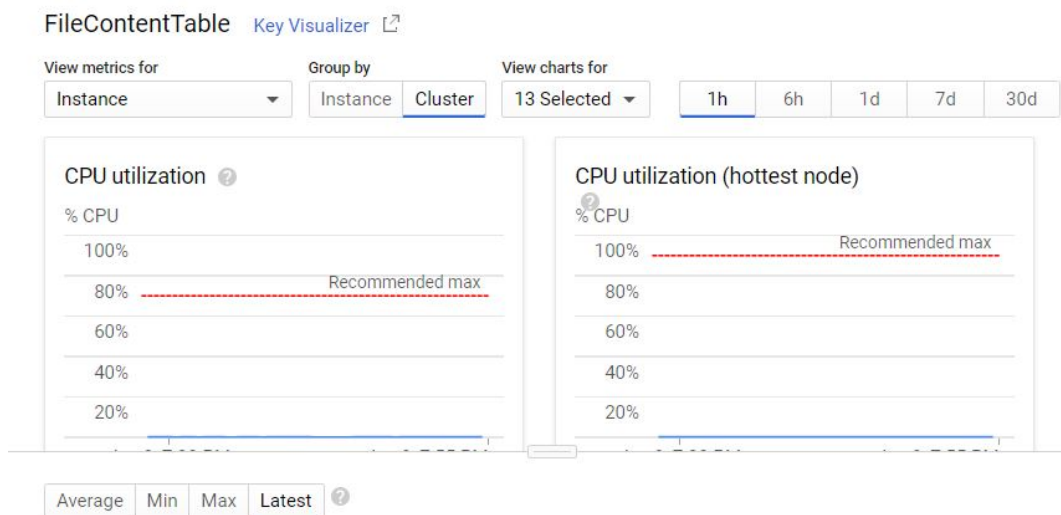 FileContentTable Key Visualizer
View metrics for Group by View charts for
Instance Instance Cluster 13 Selected 1h 6h 1d 7d 30d
CPU utilization
% CPU
100%
Recommended max
80%
60%
40%
20%
CPU utilization (hottest node)
% CPU
Recommended max
100%
80%
60%
40%
20%
Average Min Max Latest